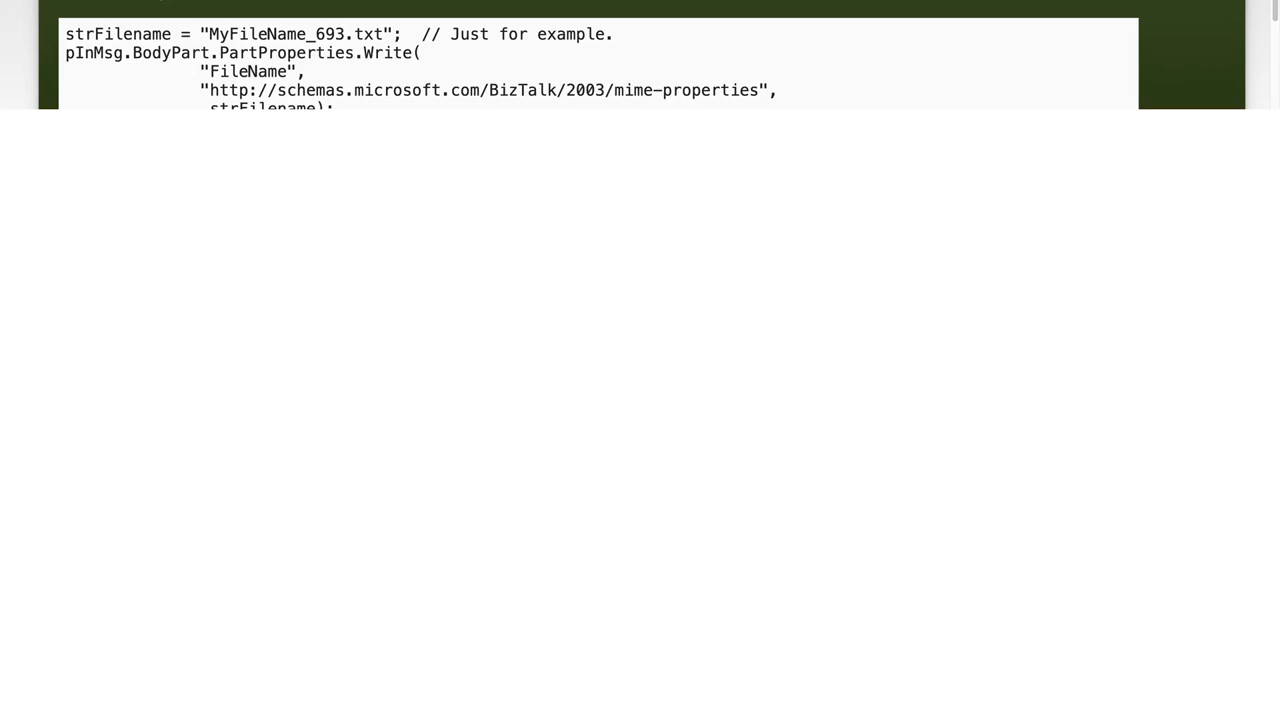 strFilename = "MyFileName_693.txt";  // Just for example.
pInMsg.BodyPart.PartProperties.Write(
"FileName",
"http://schemas.microsoft.com/BizTalk/2003/mime-properties",
strFilename);